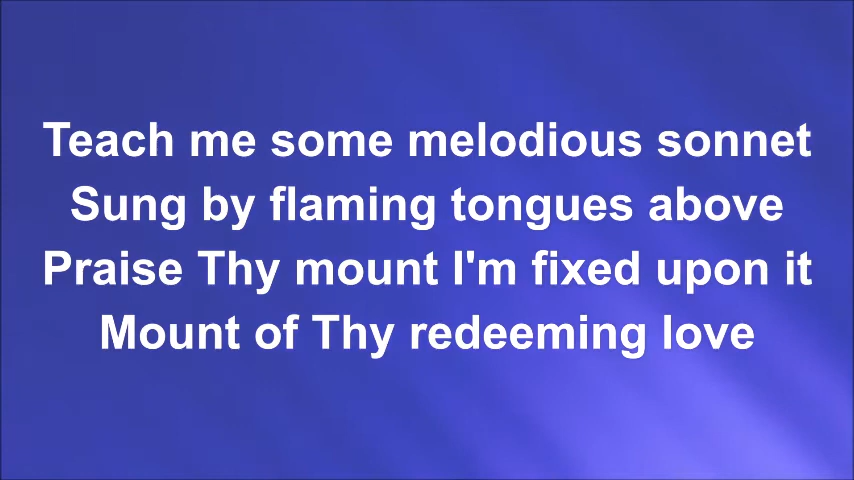 Teach me some melodious sonnet
Sung by flaming tongues above
Praise Thy mount I'm fixed upon it
Mount of Thy redeeming love